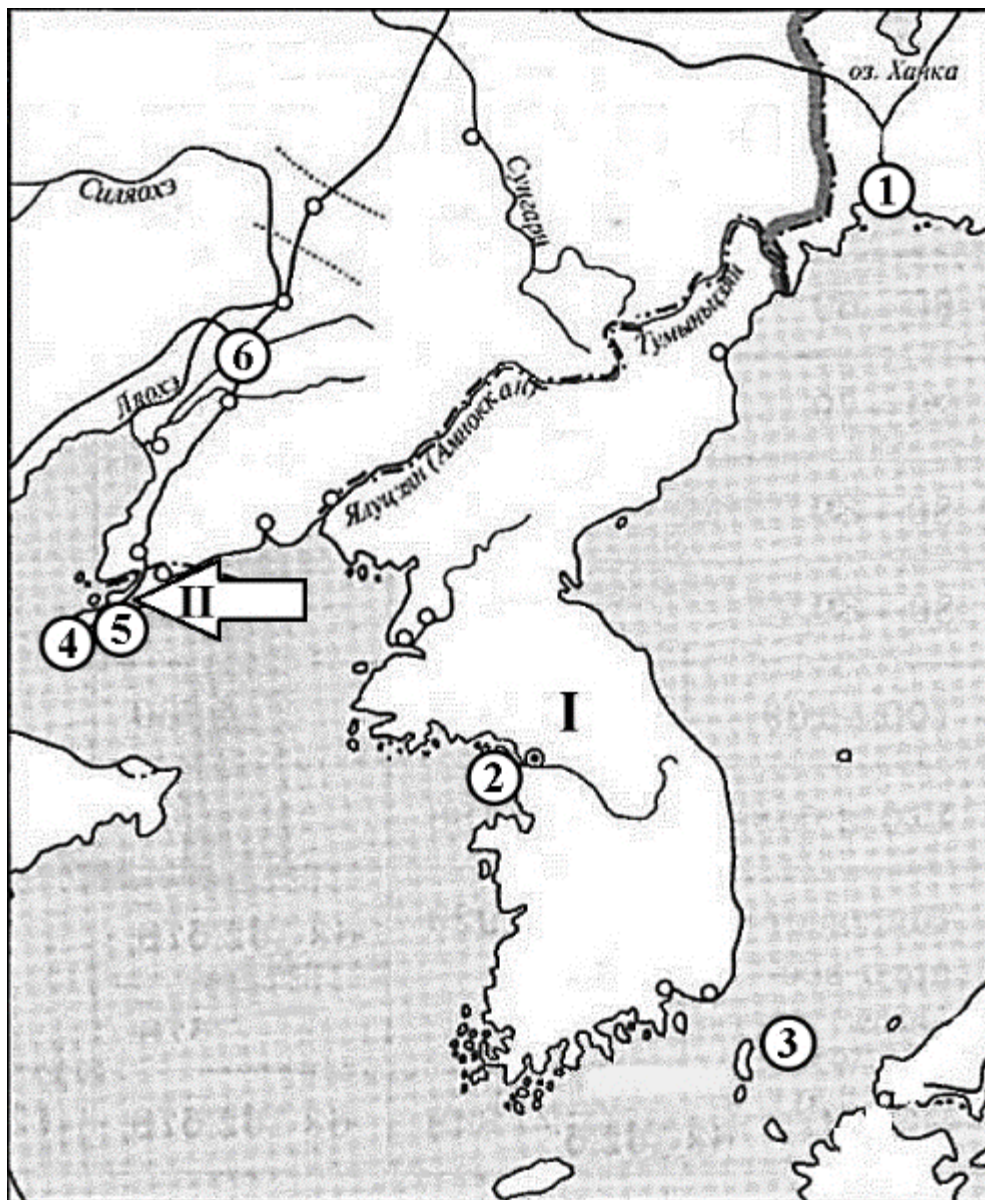 оз. Ханка
1
Силяохэ
Сунгари
Тумыньцзян
6
Ляохэ
Ялуцзян (Амноккан)
II
4
5
I
2
3